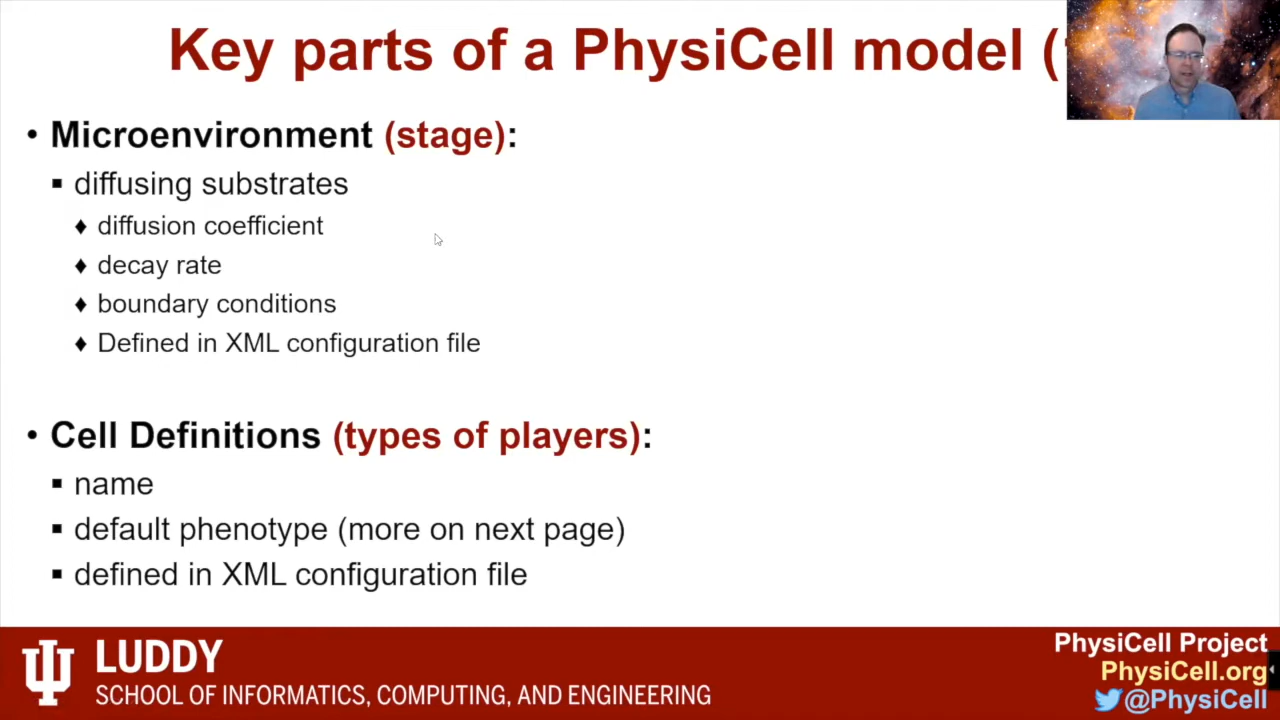 Key parts of a PhysiCell model (
• Microenvironment (stage):
▪ diffusing substrates
♦ diffusion coefficient
♦ decay rate
♦ boundary conditions
♦ Defined in XML configuration file
• Cell Definitions (types of players):
▪ name
▪ default phenotype (more on next page)
▪ defined in XML configuration file
LUDDY
SCHOOL OF INFORMATICS, COMPUTING, AND ENGINEERING
PhysiCell Project
PhysiCell.org
@PhysiCell